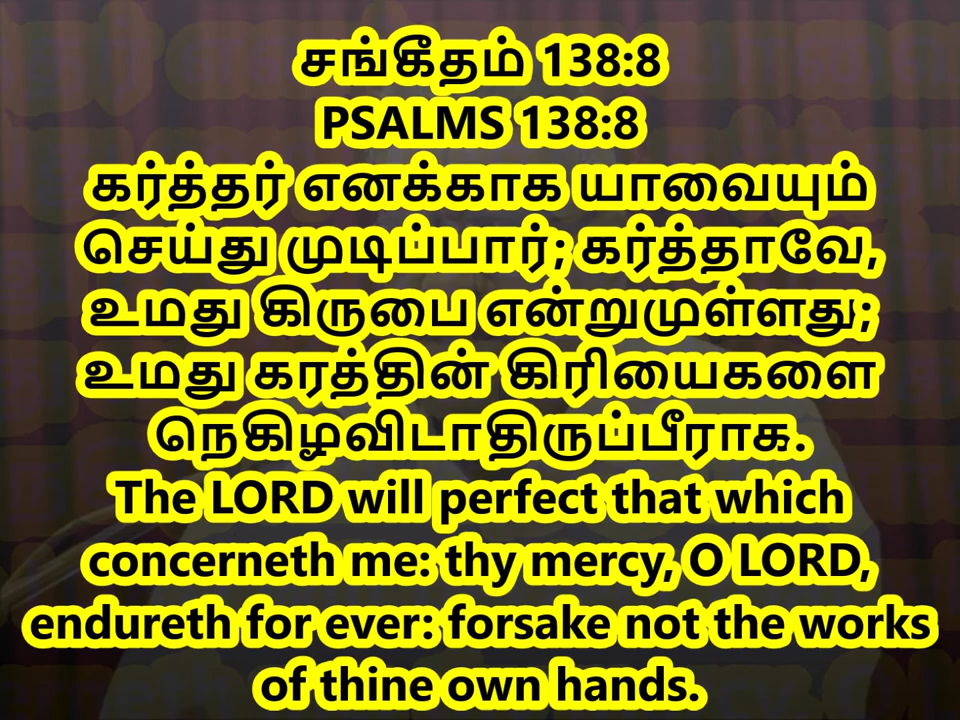 சங்கீதம் 138:8
PSALMS 138:8
கர்த்தர் எனக்காக யாவையும்
செய்து முடிப்பார்; கர்த்தாவே,
உமது கிருபை என்றுமுள்ளது;
உமது கரத்தின் கிரியைகளை
நெகிழவிடாதிருப்பீராக.
The LORD will perfect that which
concerneth me: thy mercy, O LORD,
endureth for ever: forsake not the works
of thine own hands.